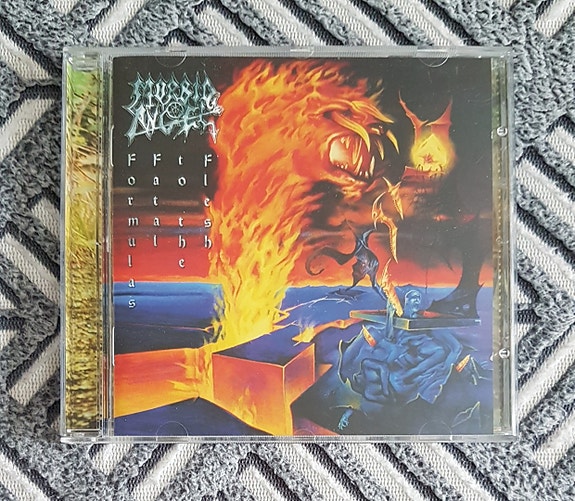 MORBID
ANGEL
Formulas
Fatal
to the
Flesh